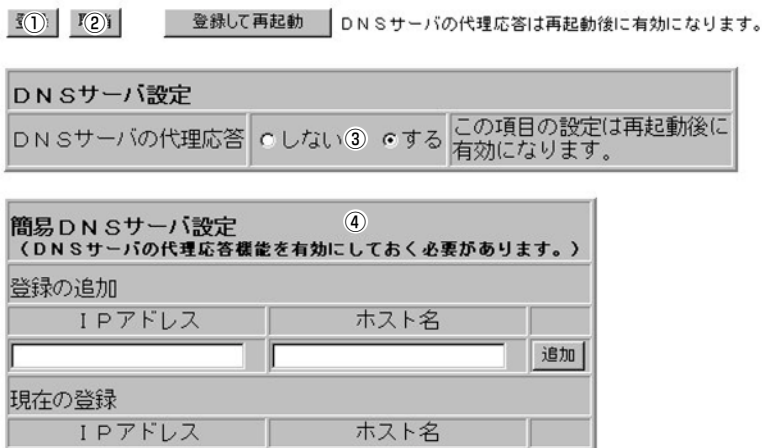 ①
②
登録して再起動
ＤＮＳサーバの代理応答は再起動後に有効になります。
ＤＮＳサーバ設定
ＤＮＳサーバの代理応答
しない③ する
この項目の設定は再起動後に
有効になります。
簡易ＤＮＳサーバ設定 ④
（ＤＮＳサーバの代理応答機能を有効にしておく必要があります。）
登録の追加
ＩＰアドレス ホスト名
追加
現在の登録
ＩＰアドレス ホスト名